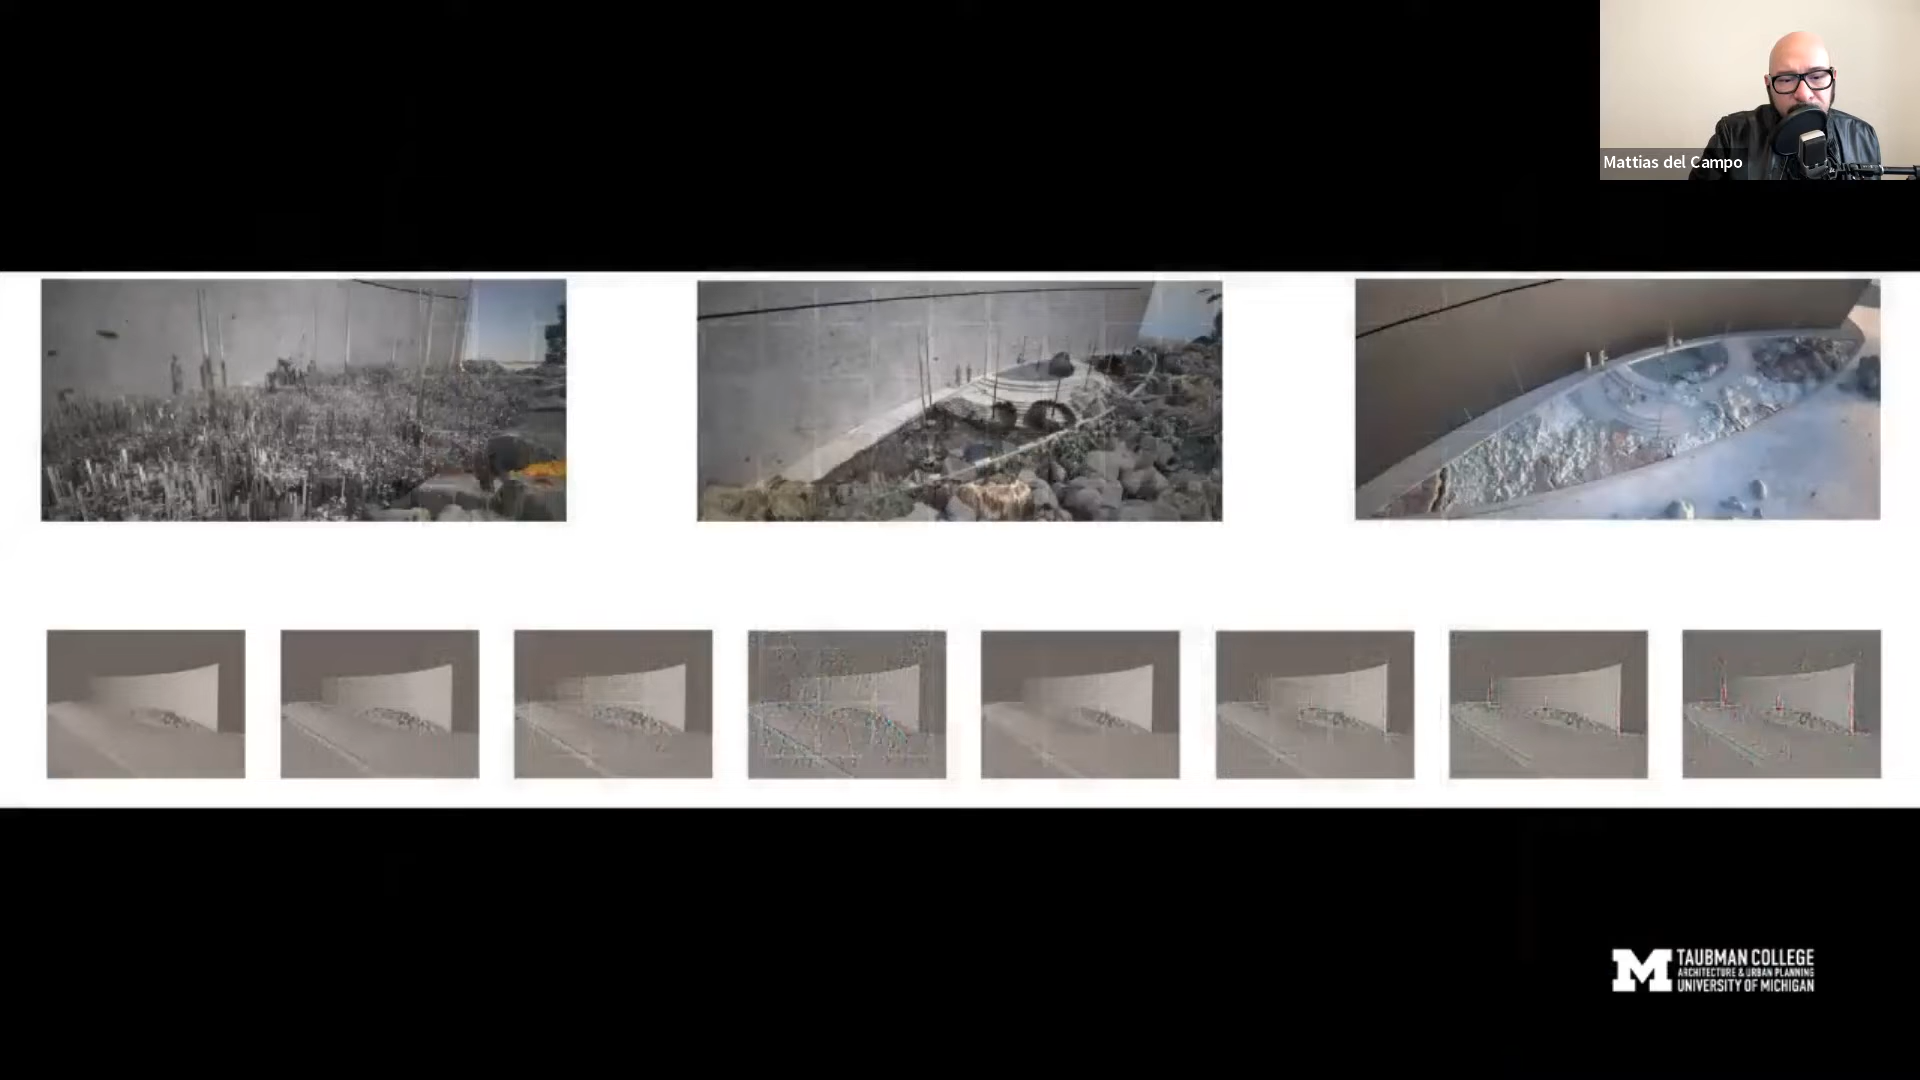 Mattias del Campo
M TAUBMAN COLLEGE
ARCHITECTURE & URBAN PLANNING
UNIVERSITY OF MICHIGAN